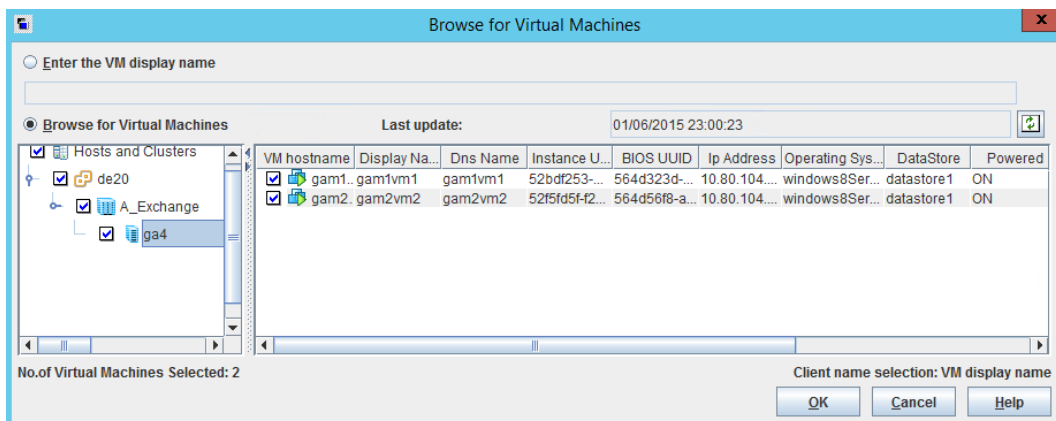 Browse for Virtual Machines
x
Enter the VM display name
Browse for Virtual Machines Last update: 01/06/2015 23:00:23
Hosts and Clusters
de20
A_Exchange
ga4
VM hostname Display Na... Dns Name Instance U... BIOS UUID Ip Address Operating Sys... DataStore Powered
gam1.. gam1vm1 gam1vm1 52bdf253-... 564d323d-... 10.80.104.... windows8Ser... datastore1 ON
gam2. gam2vm2 gam2vm2 52f5fd5f-f2... 564d56f8-a... 10.80.104.... windows8Ser... datastore1 ON
No.of Virtual Machines Selected: 2 Client name selection: VM display name
OK Cancel Help